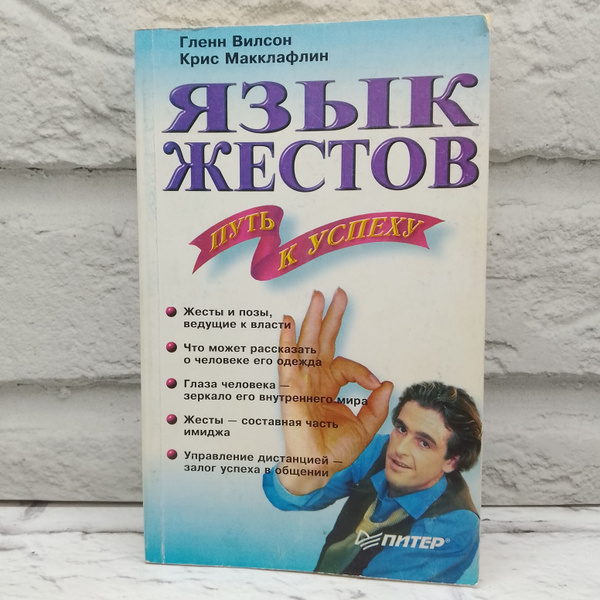 Гленн Вилсон
Крис Макклафлин
ЯЗЫК
ЖЕСТОВ
ПУТЬ К УСПЕХУ
Жесты и позы,
ведущие к власти
Что может рассказать
о человеке его одежда
Глаза человека —
зеркало его внутреннего мира
Жесты — составная часть
имиджа
Управление дистанцией —
залог успеха в общении
ПИТЕР